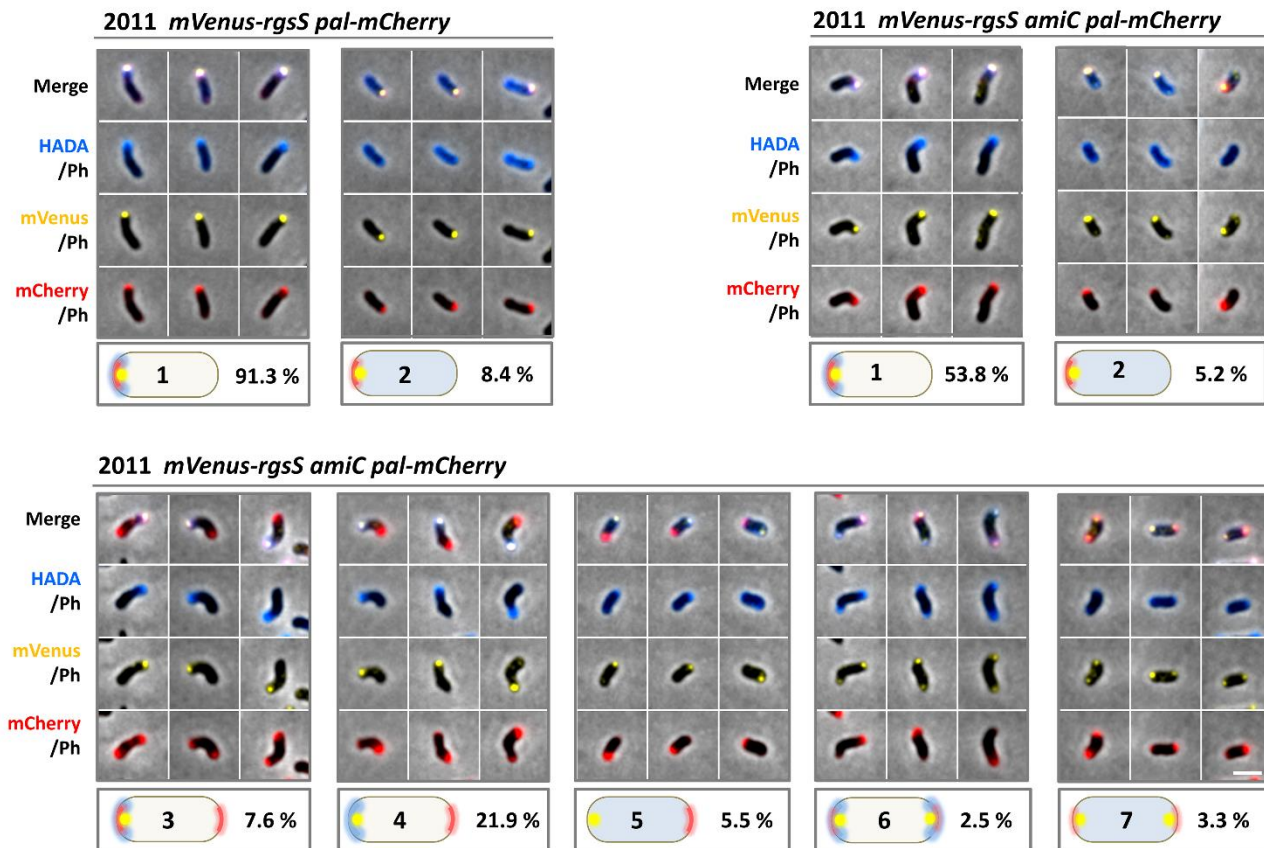 2011 mVenus-rgsS pal-mCherry
Merge
HADA
/Ph
mVenus
/Ph
mCherry
/Ph
1 91.3 %
2 8.4 %
2011 mVenus-rgsS amiC pal-mCherry
Merge
HADA
/Ph
mVenus
/Ph
mCherry
/Ph
1 53.8 %
2 5.2 %
2011 mVenus-rgsS amiC pal-mCherry
Merge
HADA
/Ph
mVenus
/Ph
mCherry
/Ph
3 7.6 %
4 21.9 %
5 5.5 %
6 2.5 %
7 3.3 %